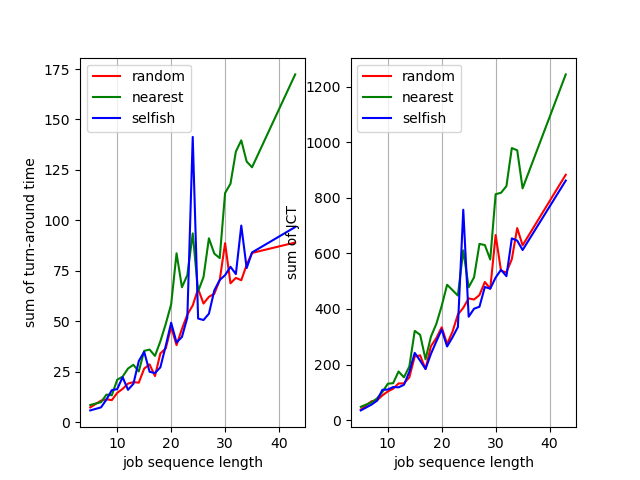 random
nearest
selfish
175
150
125
100
75
50
25
0
sum of turn-around time
10
20
30
40
job sequence length
random
nearest
selfish
1200
1000
800
600
400
200
0
sum of JCT
10
20
30
40
job sequence length